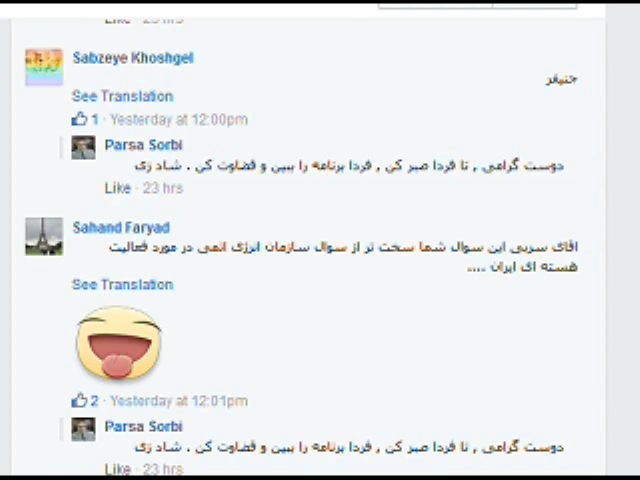 Like · 23 hrs
Sabzeye Khoshgel
جنیفر
See Translation
1 · Yesterday at 12:00pm
Parsa Sorbi
دوست گرامی , تا فردا صبر کن , فردا برنامه را ببین و قضاوت کن . شاد زی
Like · 23 hrs
Sahand Faryad
اقای سربی این سوال شما سخت تر از سوال سازمان انرژی اتمی در مورد فعالیت
هسته ای ایران ....
See Translation
2 · Yesterday at 12:01pm
Parsa Sorbi
دوست گرامی , تا فردا صبر کن , فردا برنامه را ببین و قضاوت کن . شاد زی
Like · 23 hrs